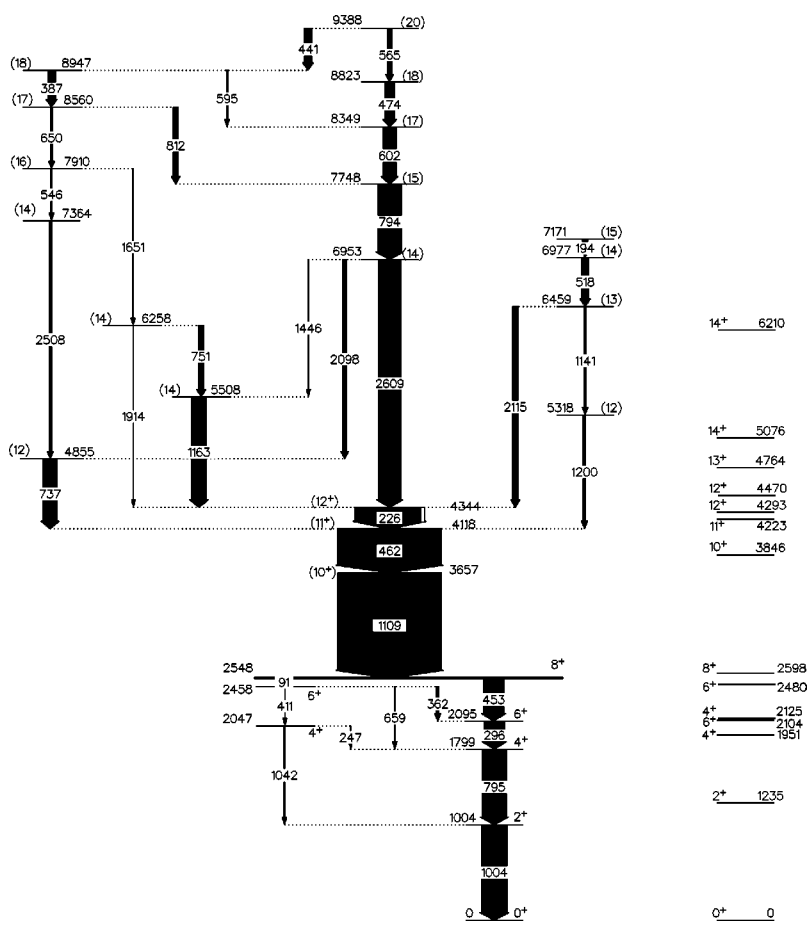 9388 (20)
441 565
(18) 8947 8823 (18)
387 595 474
(17) 8560 8349 (17)
650 812 602
(16) 7910 7748 (15)
546 794
(14) 7364 7171 (15)
194
1651 6953 (14) 6977 (14)
518
(14) 6258 6459 (13) 14+ 6210
2508 751 1446 2098 2609 2115 1141
(14) 5508 5318 (12) 14+ 5076
1914 1163 1200
(12) 4855 13+ 4764
737 12+ 4470
(12+) 4344 12+ 4293
226
(11+) 4118 11+ 4223
462 10+ 3846
(10+) 3657
1109
2548 8+ 8+ 2598
91
2458 6+ 453 6+ 2480
411 659 362
2047 4+ 2095 6+ 4+ 2125
247 296 6+ 2104
1799 4+ 4+ 1951
1042 795 2+ 1235
1004 2+
1004
0 0+ 0+ 0